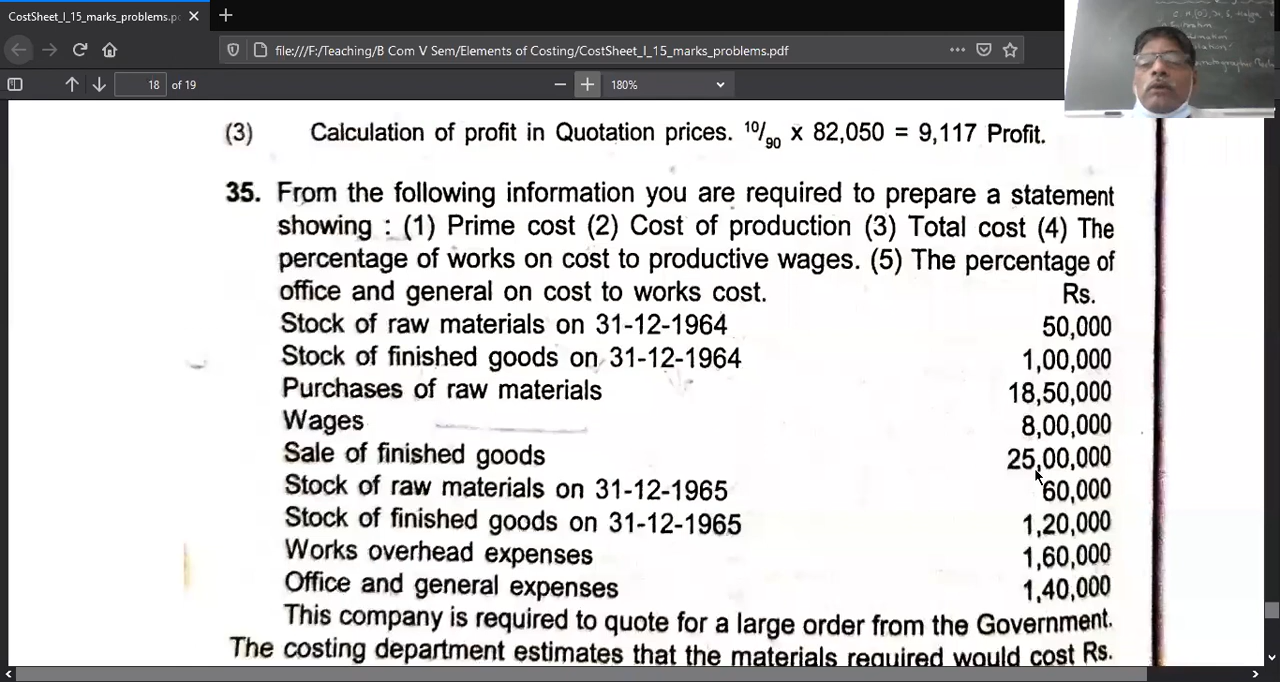 CostSheet_I_15_marks_problems.pd
file:///F:/Teaching/B Com V Sem/Elements of Costing/CostSheet_I_15_marks_problems.pdf
18 of 19
180%
(3) Calculation of profit in Quotation prices. 10/90 x 82,050 = 9,117 Profit.
35. From the following information you are required to prepare a statement
showing : (1) Prime cost (2) Cost of production (3) Total cost (4) The
percentage of works on cost to productive wages. (5) The percentage of
office and general on cost to works cost. Rs.
Stock of raw materials on 31-12-1964 50,000
Stock of finished goods on 31-12-1964 1,00,000
Purchases of raw materials 18,50,000
Wages 8,00,000
Sale of finished goods 25,00,000
Stock of raw materials on 31-12-1965 60,000
Stock of finished goods on 31-12-1965 1,20,000
Works overhead expenses 1,60,000
Office and general expenses 1,40,000
This company is required to quote for a large order from the Government.
The costing department estimates that the materials required would cost Rs.